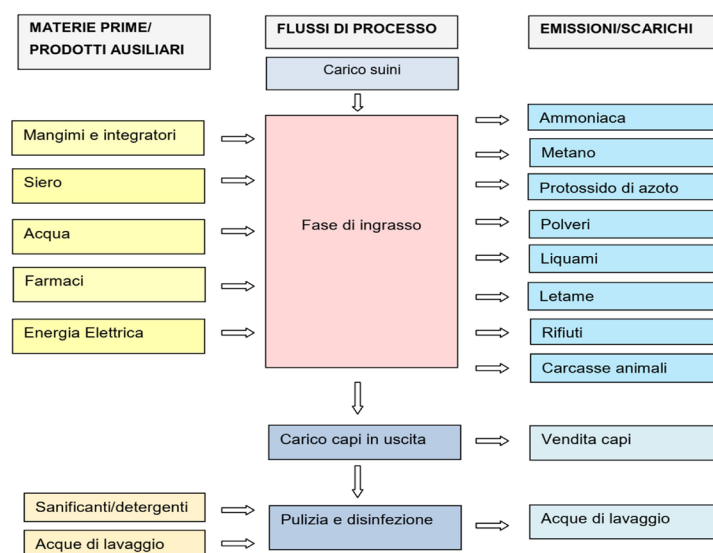 MATERIE PRIME/
PRODOTTI AUSILIARI
FLUSSI DI PROCESSO
EMISSIONI/SCARICHI
Carico suini
Mangimi e integratori
Siero
Acqua
Farmaci
Energia Elettrica
Fase di ingrasso
Ammoniaca
Metano
Protossido di azoto
Polveri
Liquami
Letame
Rifiuti
Carcasse animali
Carico capi in uscita
Vendita capi
Sanificanti/detergenti
Acque di lavaggio
Pulizia e disinfezione
Acque di lavaggio